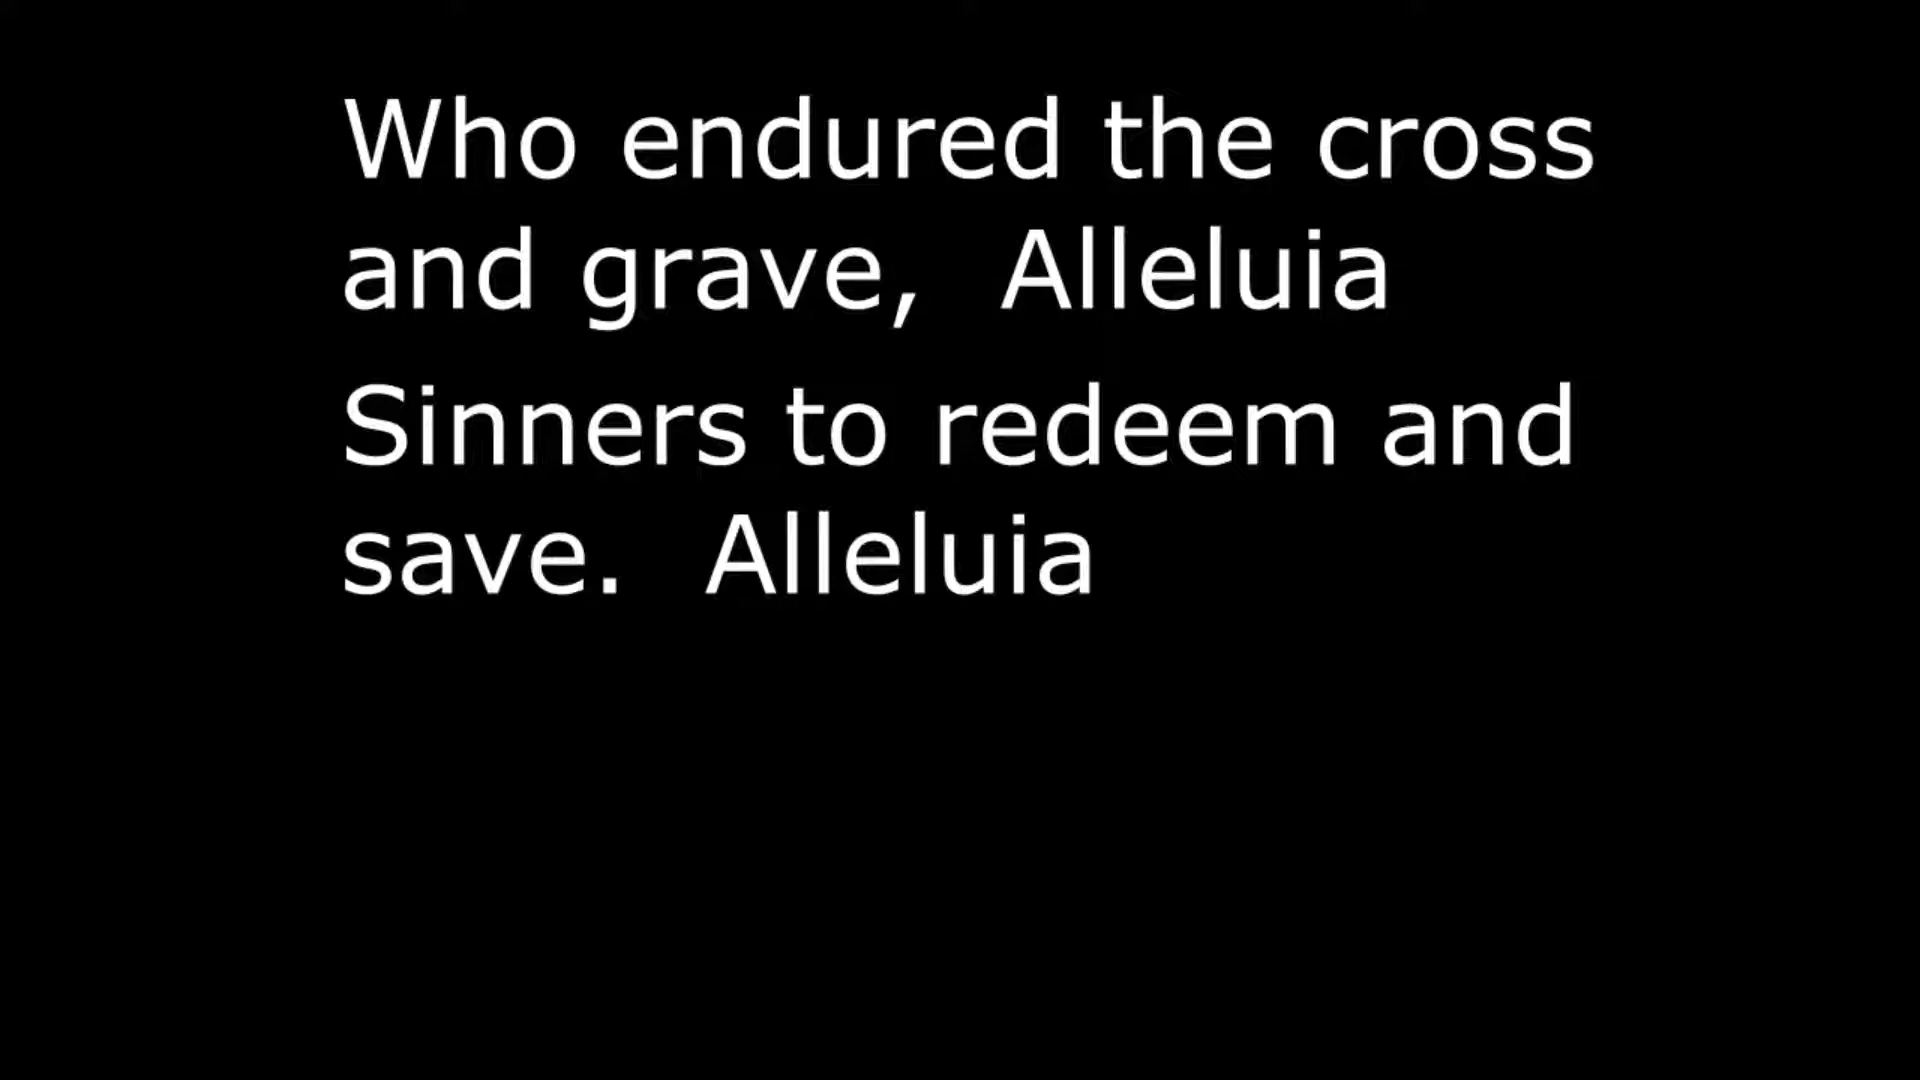 Who endured the cross
and grave,  Alleluia
Sinners to redeem and
save.  Alleluia